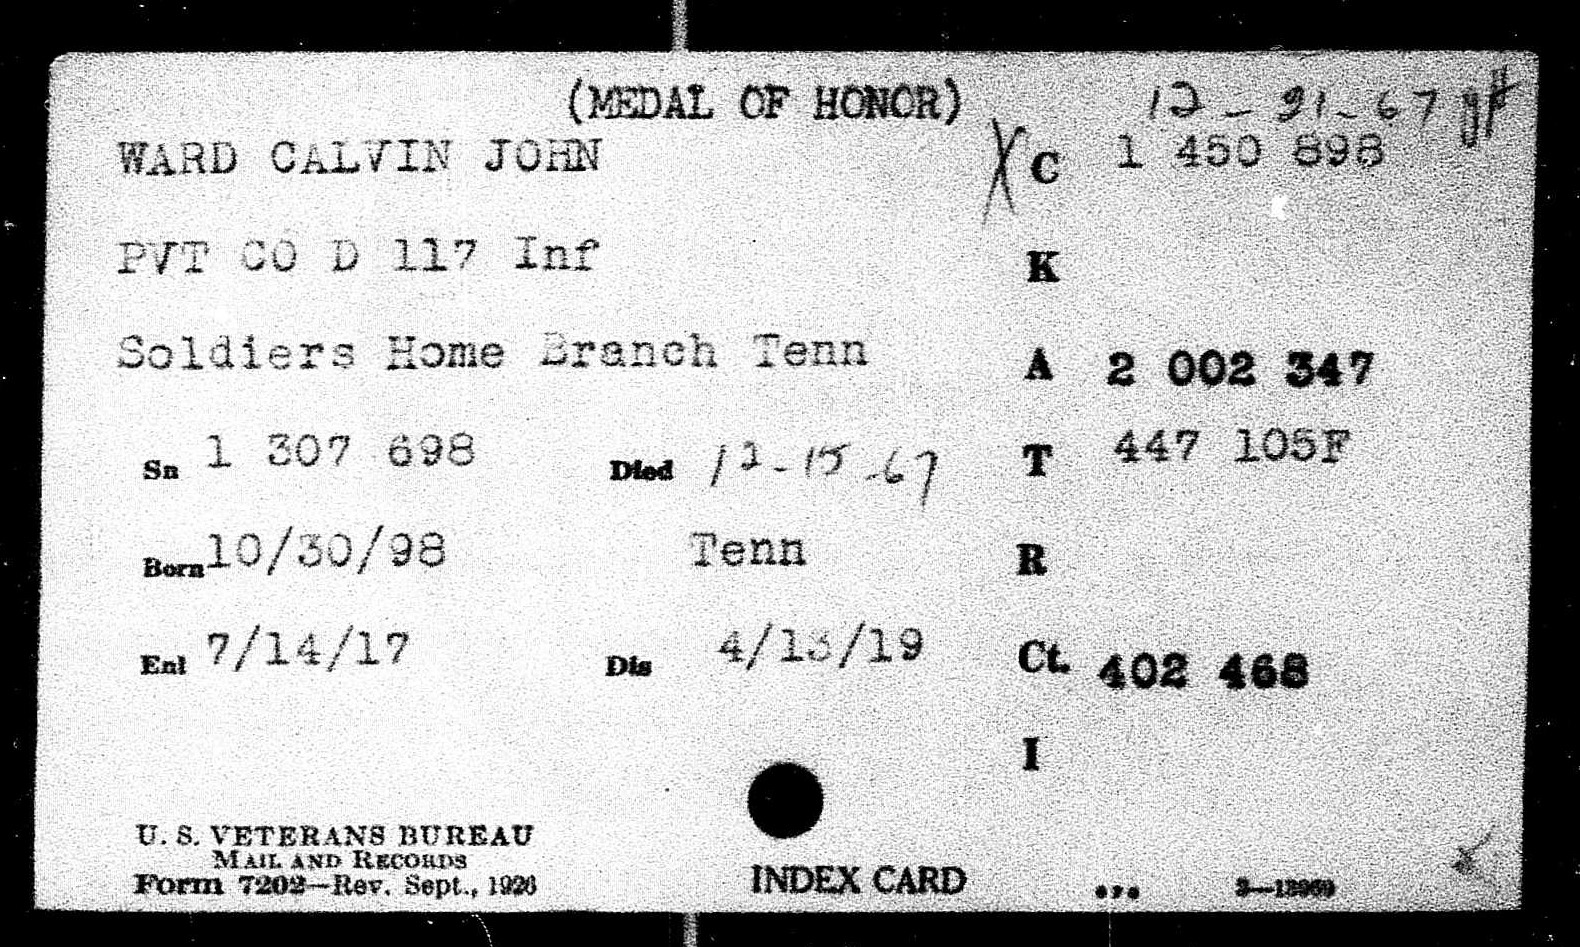 (MEDAL OF HONOR)
12-21-67
WARD CALVIN JOHN
X C 1 450 898
PVT CO D 117 Inf
K
Soldiers Home Branch Tenn
A 2 002 347
Sn 1 307 698 Died 12-15-67
T 447 105F
Born 10/30/98 Tenn
R
Enl 7/14/17 Dis 4/13/19
Ct. 402 468
I
U. S. VETERANS BUREAU
MAIL AND RECORDS
Form 7202—Rev. Sept., 1926
INDEX CARD